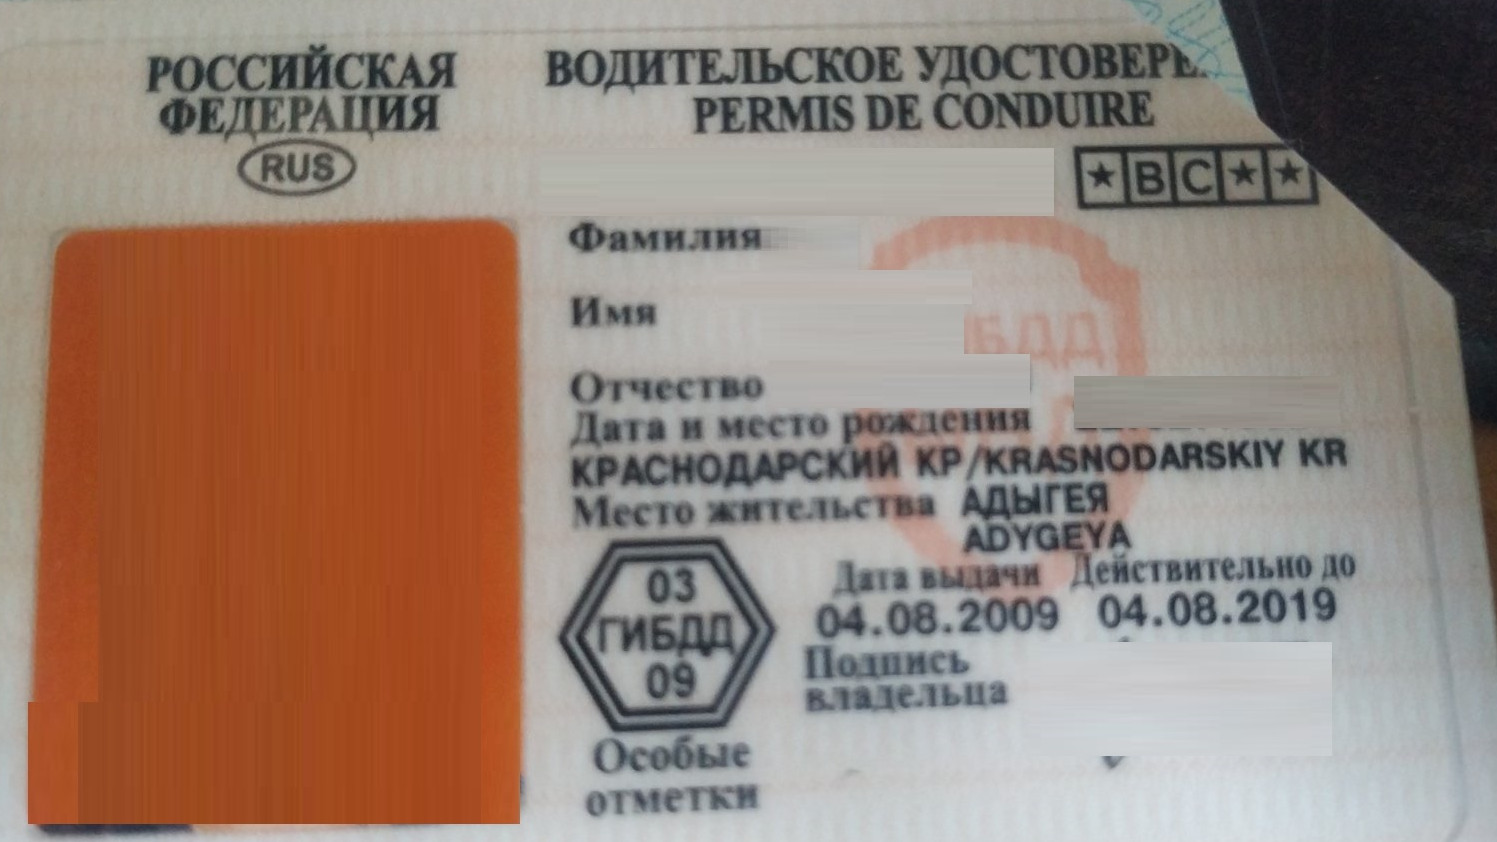 РОССИЙСКАЯ
ФЕДЕРАЦИЯ
RUS
ВОДИТЕЛЬСКОЕ УДОСТОВЕРЕ
PERMIS DE CONDUIRE
★ B C ★ ★
Фамилия
Имя
ГИБДД
Отчество
Дата и место рождения
КРАСНОДАРСКИЙ КР/KRASNODARSKIY KR
Место жительства АДЫГЕЯ
ADYGEYA
Дата выдачи Действительно до
04.08.2009 04.08.2019
03
ГИБДД
09
Подпись
владельца
Особые
отметки